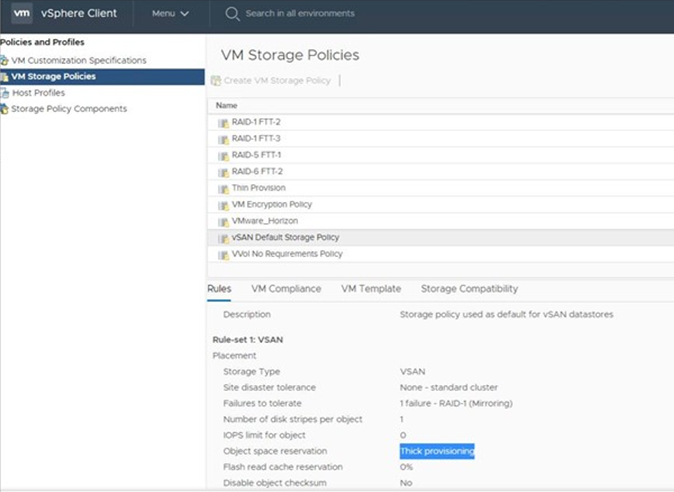 vm vSphere Client Menu Search in all environments
Policies and Profiles
VM Customization Specifications
VM Storage Policies
Host Profiles
Storage Policy Components
VM Storage Policies
Create VM Storage Policy
Name
RAID-1 FTT-2
RAID-1 FTT-3
RAID-5 FTT-1
RAID-6 FTT-2
Thin Provision
VM Encryption Policy
VMware_Horizon
vSAN Default Storage Policy
VVol No Requirements Policy
Rules VM Compliance VM Template Storage Compatibility
Description Storage policy used as default for vSAN datastores
Rule-set 1: VSAN
Placement
Storage Type VSAN
Site disaster tolerance None - standard cluster
Failures to tolerate 1 failure - RAID-1 (Mirroring)
Number of disk stripes per object 1
IOPS limit for object 0
Object space reservation Thick provisioning
Flash read cache reservation 0%
Disable object checksum No